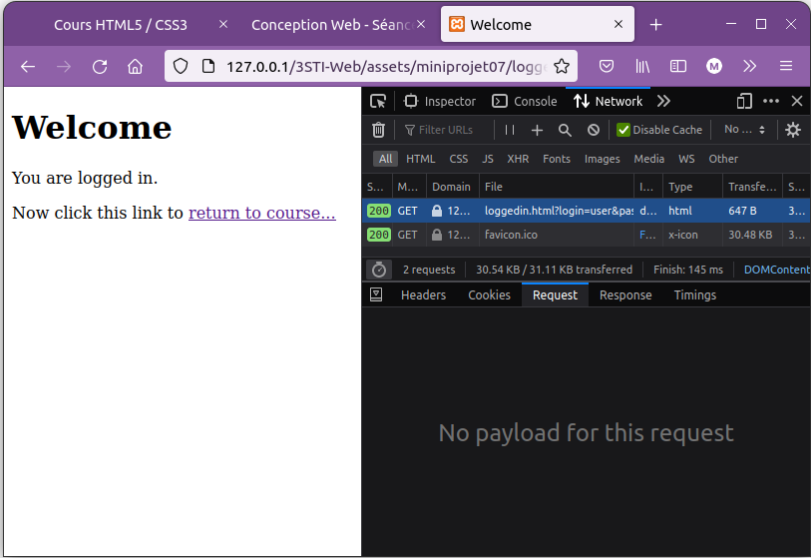 Cours HTML5 / CSS3
Conception Web - Séanc
Welcome
127.0.0.1/3STI-Web/assets/miniprojet07/logg
M
Welcome
You are logged in.
Now click this link to return to course...
Inspector Console Network
Filter URLs Disable Cache No ...
All HTML CSS JS XHR Fonts Images Media WS Other
S... M... Domain File I... Type Transfe... S...
200 GET 12... loggedin.html?login=user&pas d... html 647 B 3...
200 GET 12... favicon.ico F... x-icon 30.48 KB 3...
2 requests 30.54 KB / 31.11 KB transferred Finish: 145 ms DOMContent
Headers Cookies Request Response Timings
No payload for this request